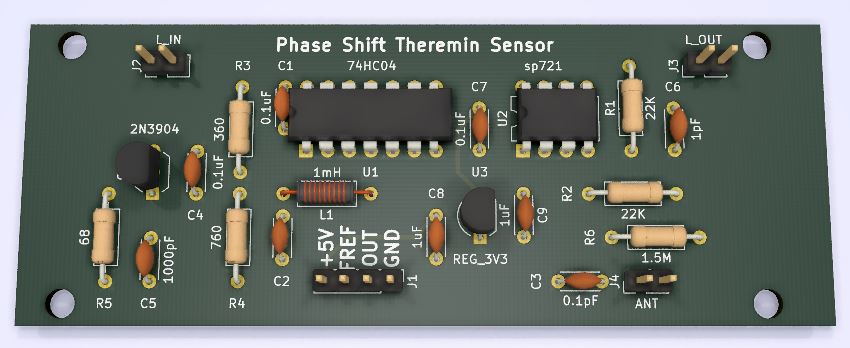 Phase Shift Theremin Sensor
L_IN
J2
L_OUT
J3
R3
360
C1
0.1uF
74HC04
U1
C7
0.1uF
sp721
U2
R1
22K
C6
1pF
2N3904
C4
0.1uF
1mH
L1
U3
REG_3V3
C8
1uF
C9
1uF
R2
22K
R6
1.5M
68
R5
C5
1000pF
760
R4
C2
+5V
FREF
OUT
GND
J1
C3
0.1pF
J4
ANT